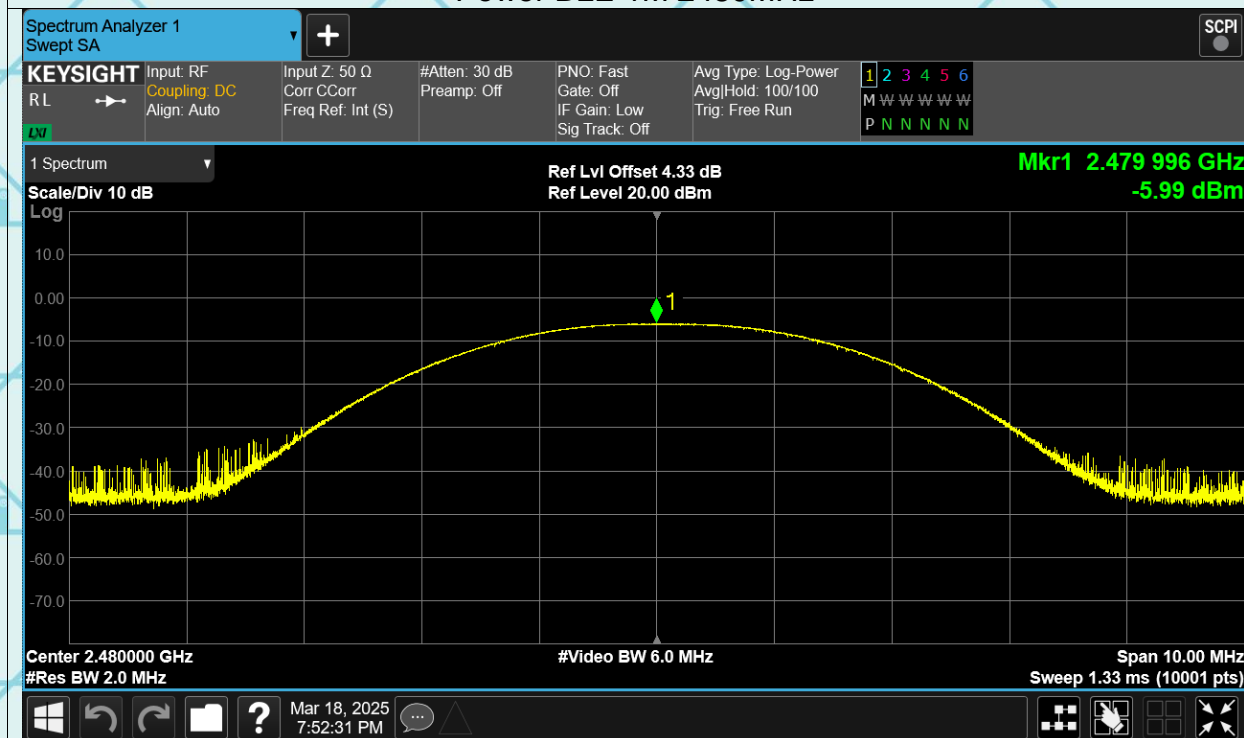 Spectrum Analyzer 1
Swept SA
+
SCPI
KEYSIGHT
RL
LXI
Input: RF
Coupling: DC
Align: Auto
Input Z: 50 Ω
Corr CCorr
Freq Ref: Int (S)
#Atten: 30 dB
Preamp: Off
PNO: Fast
Gate: Off
IF Gain: Low
Sig Track: Off
Avg Type: Log-Power
Avg|Hold: 100/100
Trig: Free Run
1 2 3 4 5 6
M W W W W W
P N N N N N
1 Spectrum
Scale/Div 10 dB
Ref Lvl Offset 4.33 dB
Ref Level 20.00 dBm
Mkr1 2.479 996 GHz
-5.99 dBm
Log
10.0
0.00
-10.0
-20.0
-30.0
-40.0
-50.0
-60.0
-70.0
1
Center 2.480000 GHz
#Res BW 2.0 MHz
#Video BW 6.0 MHz
Span 10.00 MHz
Sweep 1.33 ms (10001 pts)
?
Mar 18, 2025
7:52:31 PM